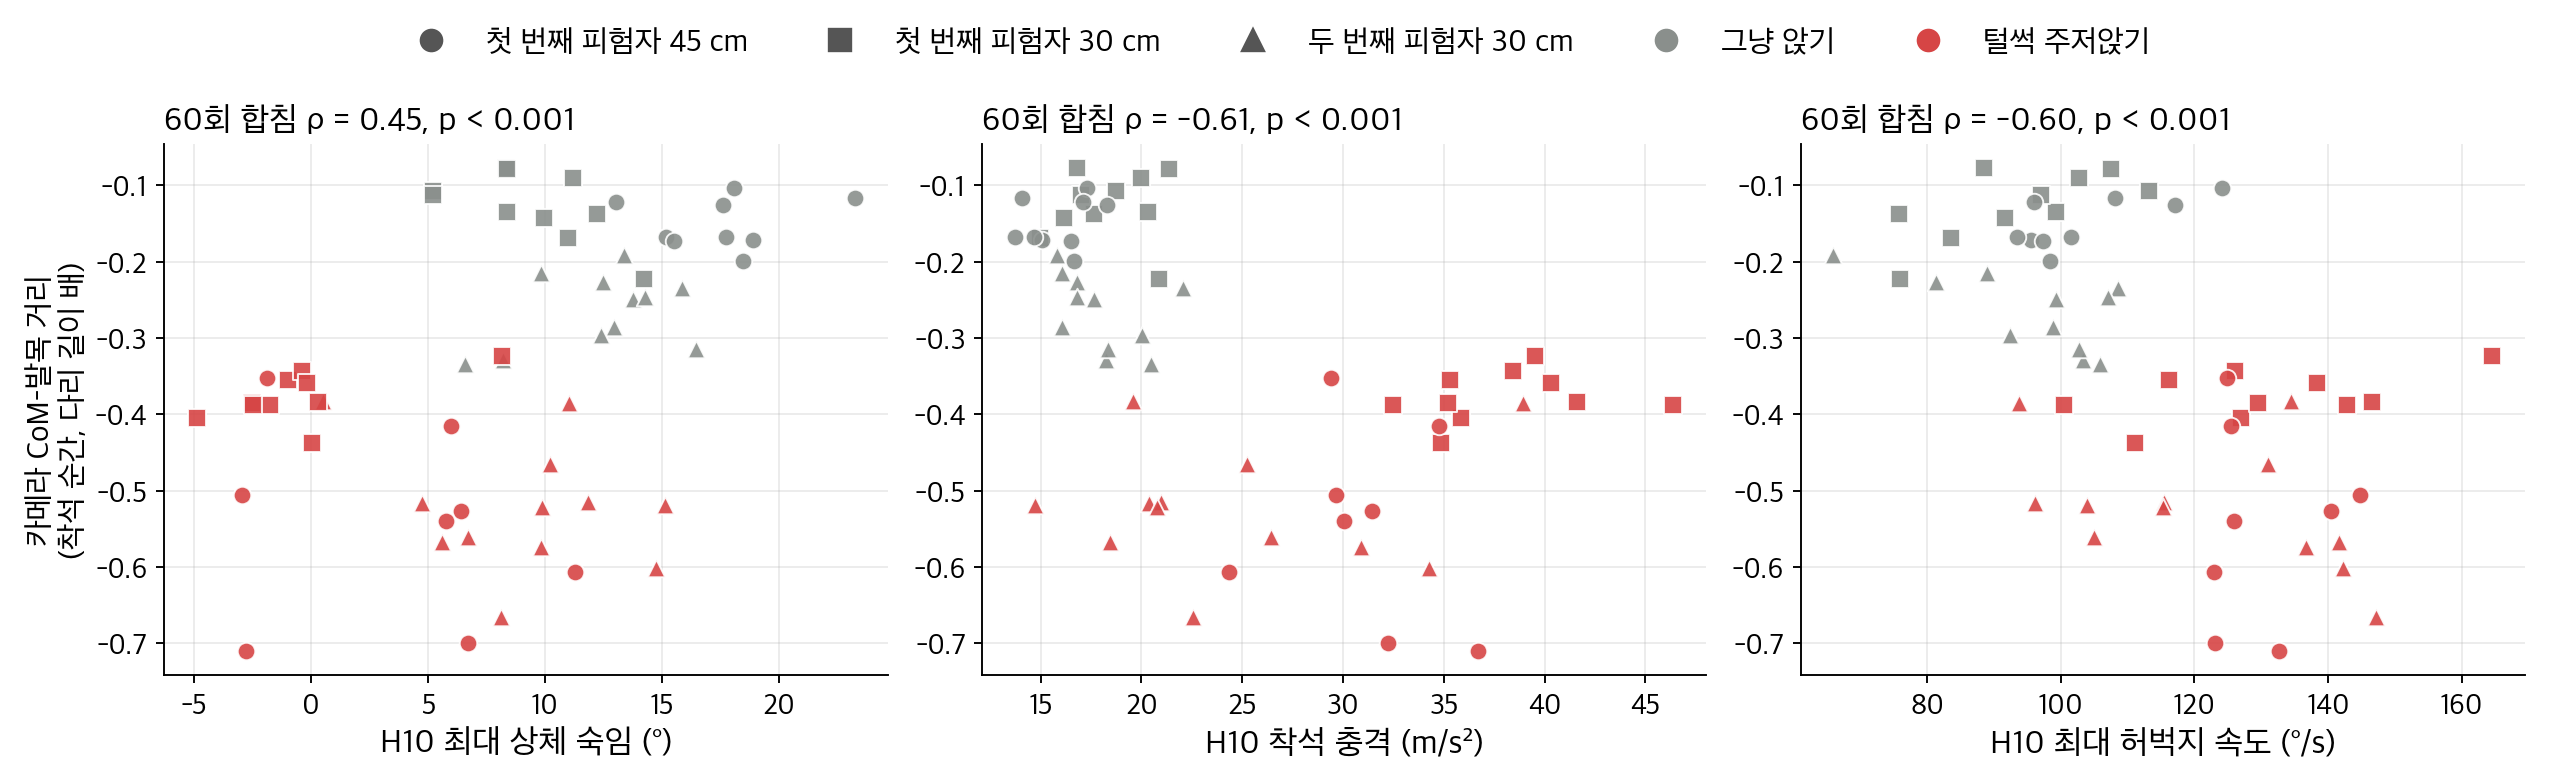 첫 번째 피험자 45 cm
첫 번째 피험자 30 cm
두 번째 피험자 30 cm
그냥 앉기
털썩 주저앉기
60회 합침 ρ = 0.45, p < 0.001
60회 합침 ρ = -0.61, p < 0.001
60회 합침 ρ = -0.60, p < 0.001
카메라 CoM-발목 거리
(착석 순간, 다리 길이 배)
-0.1
-0.2
-0.3
-0.4
-0.5
-0.6
-0.7
-5 0 5 10 15 20
H10 최대 상체 숙임 (°)
-0.1
-0.2
-0.3
-0.4
-0.5
-0.6
-0.7
15 20 25 30 35 40 45
H10 착석 충격 (m/s²)
-0.1
-0.2
-0.3
-0.4
-0.5
-0.6
-0.7
80 100 120 140 160
H10 최대 허벅지 속도 (°/s)